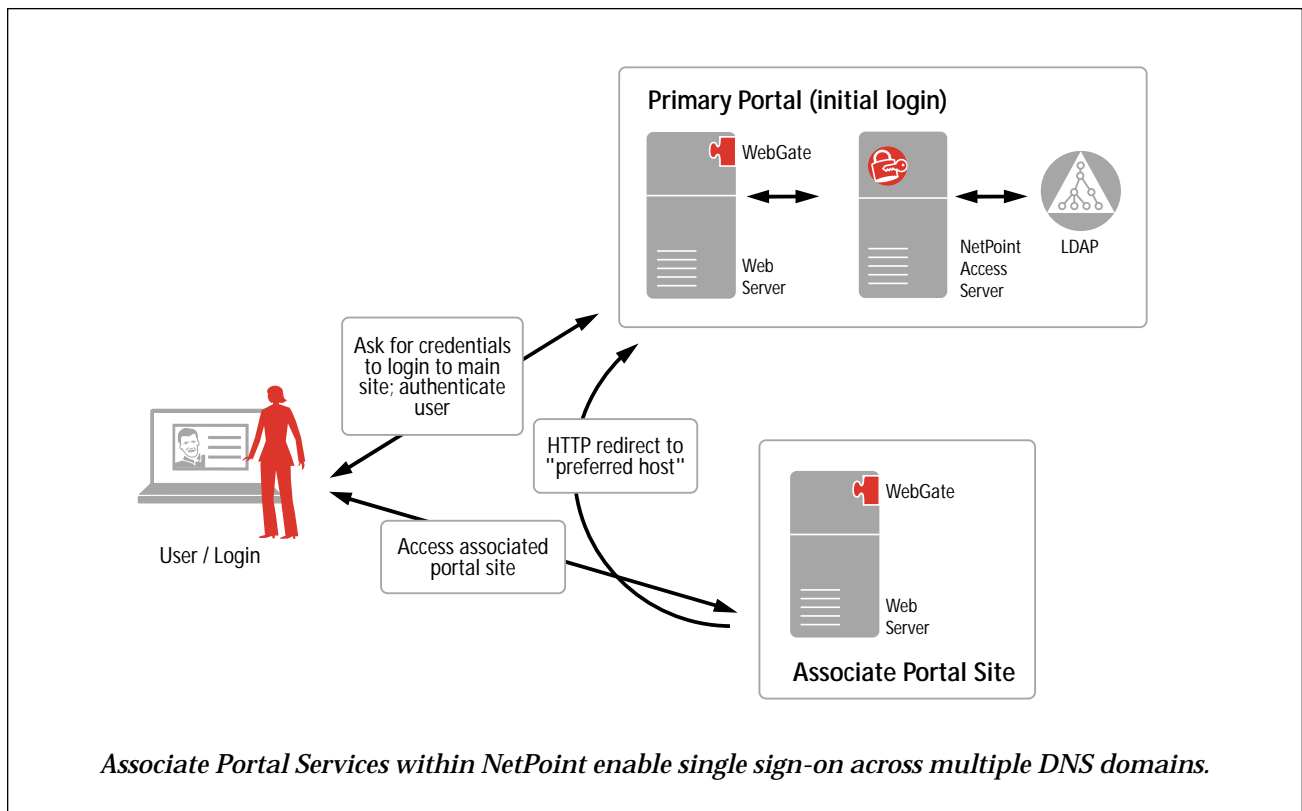 Primary Portal (initial login)
WebGate
Web
Server
NetPoint
Access
Server
LDAP
Ask for credentials
to login to main
site; authenticate
user
HTTP redirect to
"preferred host"
Access associated
portal site
User / Login
WebGate
Web
Server
Associate Portal Site
Associate Portal Services within NetPoint enable single sign-on across multiple DNS domains.